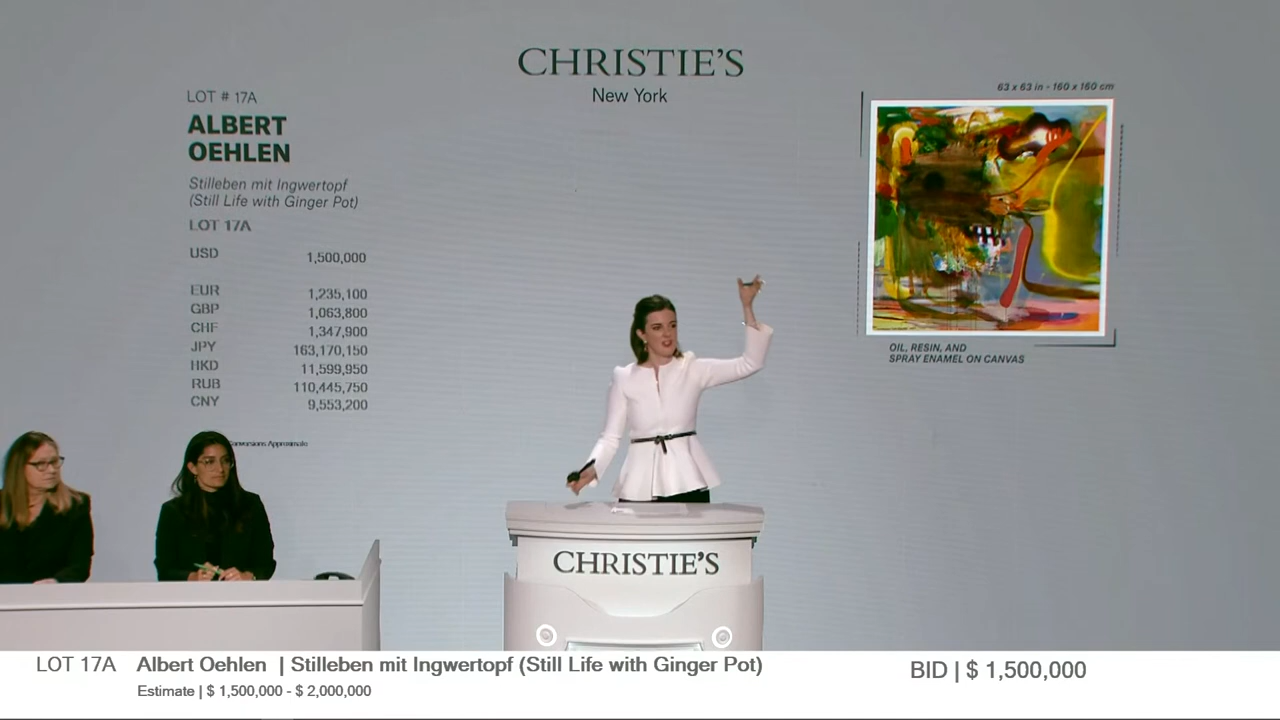 CHRISTIE'S
New York
LOT # 17A
ALBERT
OEHLEN
Stilleben mit Ingwertopf
(Still Life with Ginger Pot)
LOT 17A
USD 1,500,000
EUR 1,235,100
GBP 1,063,800
CHF 1,347,900
JPY 163,170,150
HKD 11,599,950
RUB 110,445,750
CNY 9,553,200
Conversions Approximate
63 x 63 in - 160 x 160 cm
OIL, RESIN, AND
SPRAY ENAMEL ON CANVAS
CHRISTIE'S
LOT 17A Albert Oehlen | Stilleben mit Ingwertopf (Still Life with Ginger Pot)
Estimate | $ 1,500,000 - $ 2,000,000
BID | $ 1,500,000